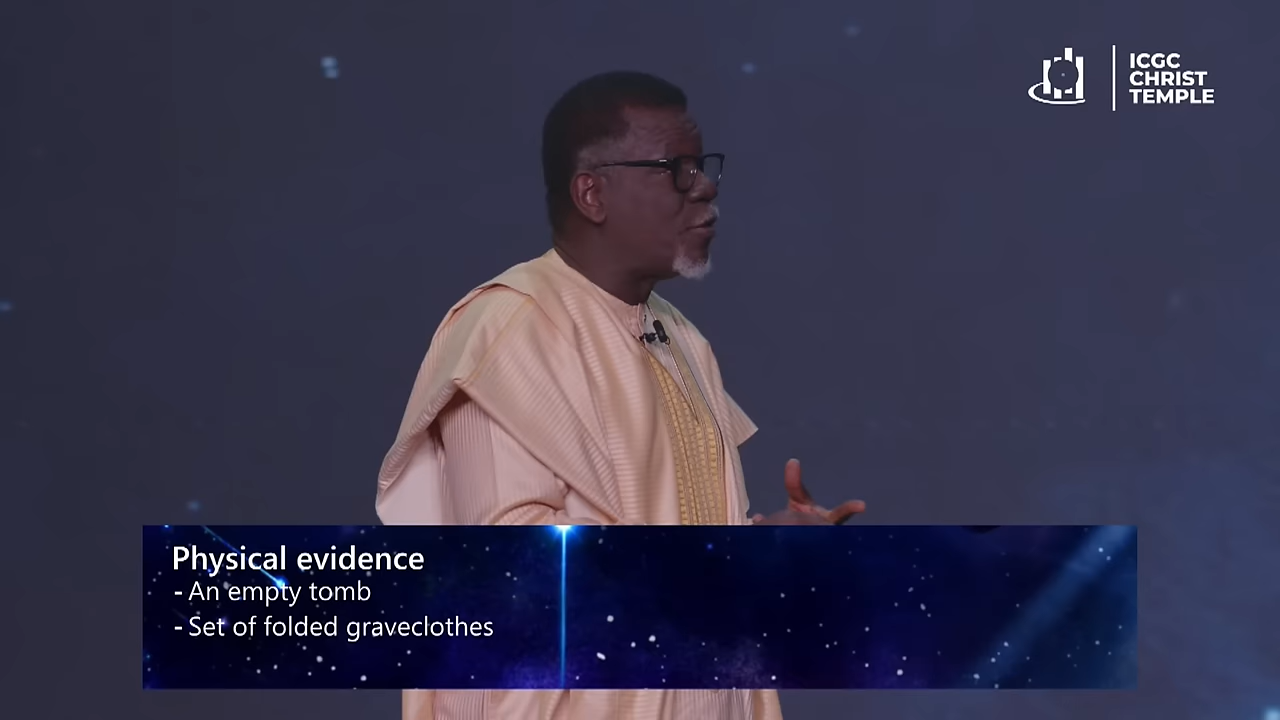 ICGC
CHRIST
TEMPLE
Physical evidence
- An empty tomb
- Set of folded graveclothes